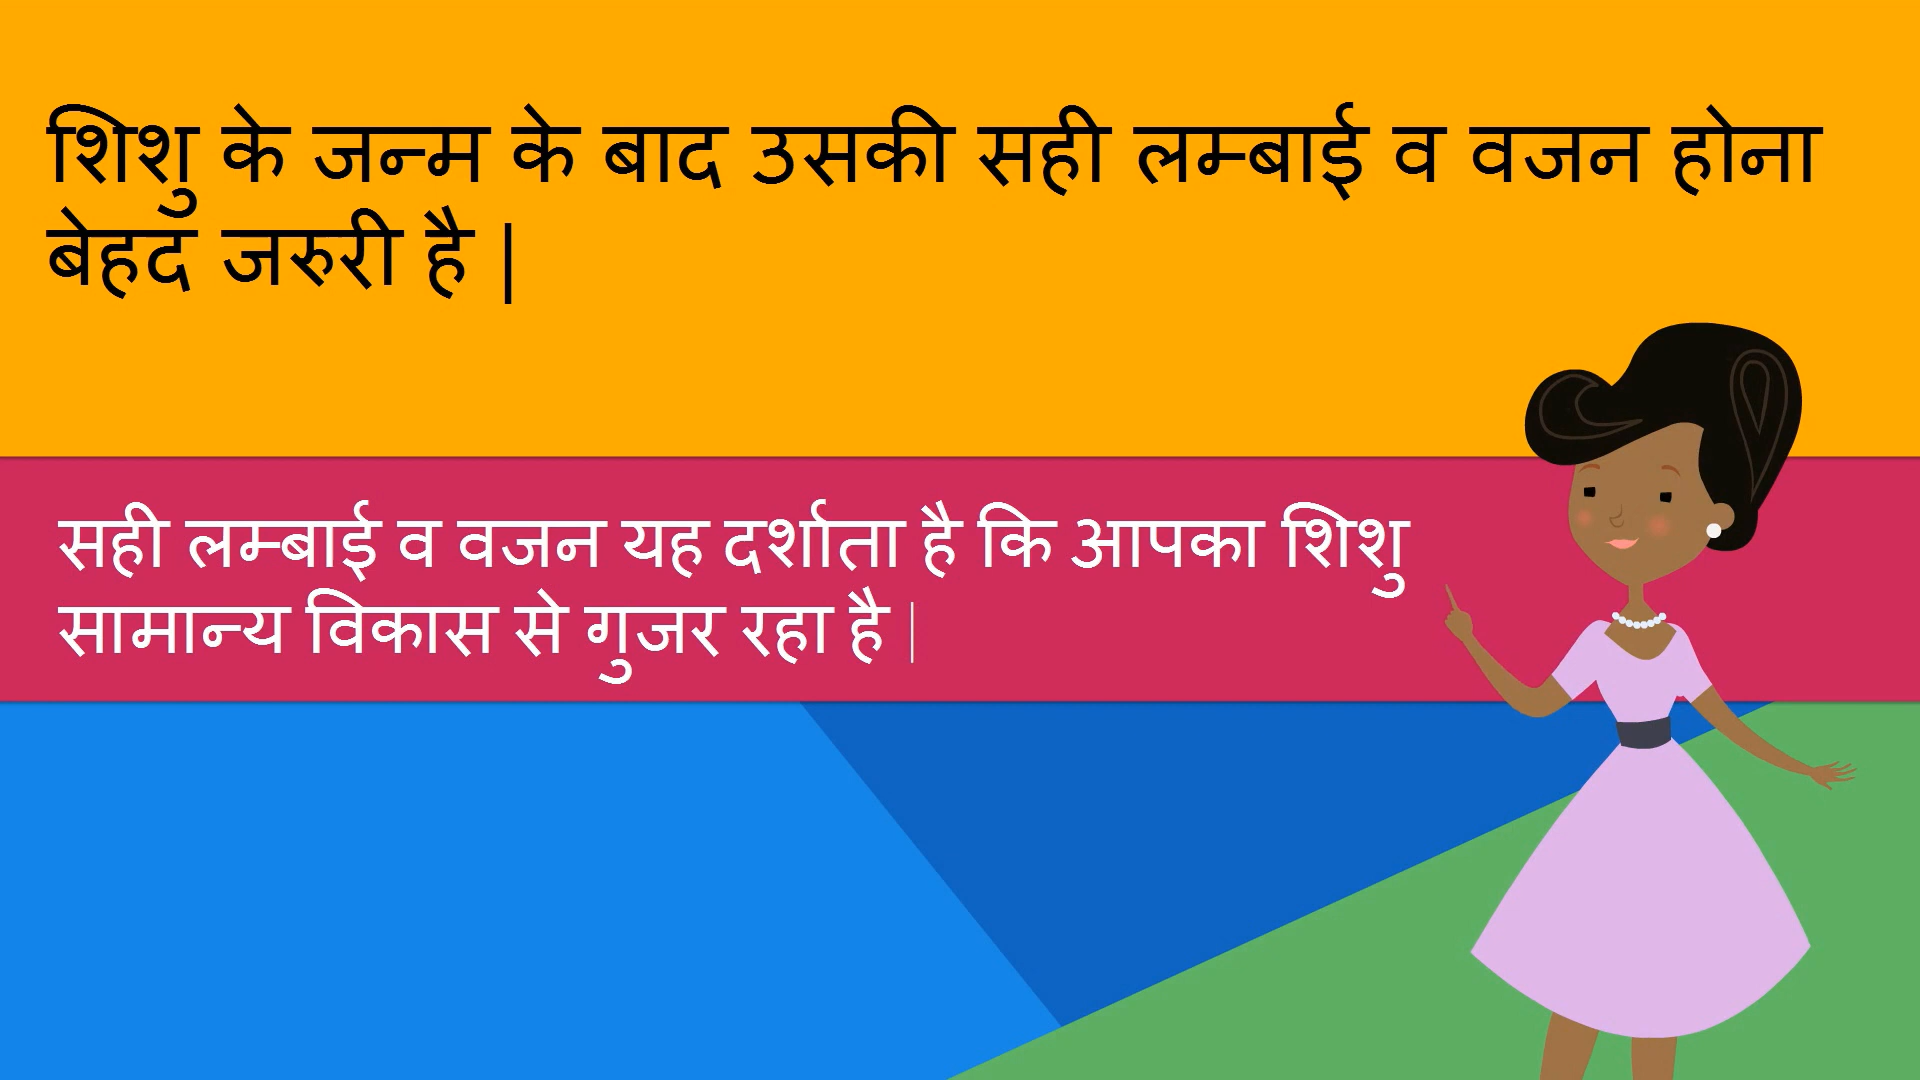 शिशु के जन्म के बाद उसकी सही लम्बाई व वजन होना
बेहद जरुरी है |
सही लम्बाई व वजन यह दर्शाता है कि आपका शिशु
सामान्य विकास से गुजर रहा है |